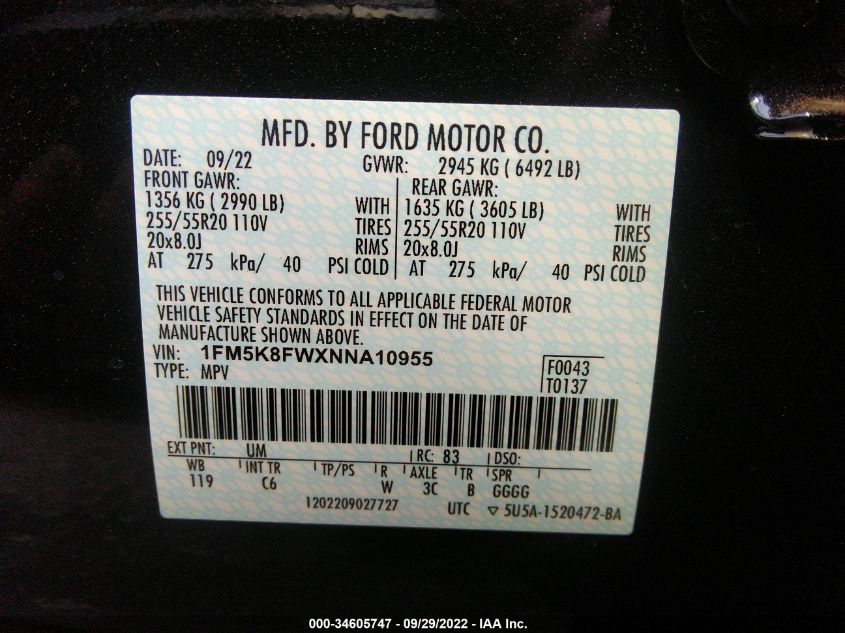 MFD. BY FORD MOTOR CO.
DATE: 09/22 GVWR: 2945 KG ( 6492 LB)
FRONT GAWR: REAR GAWR:
1356 KG ( 2990 LB) WITH 1635 KG ( 3605 LB) WITH
255/55R20 110V TIRES 255/55R20 110V TIRES
20x8.0J RIMS 20x8.0J RIMS
AT 275 kPa/ 40 PSI COLD AT 275 kPa/ 40 PSI COLD
THIS VEHICLE CONFORMS TO ALL APPLICABLE FEDERAL MOTOR
VEHICLE SAFETY STANDARDS IN EFFECT ON THE DATE OF
MANUFACTURE SHOWN ABOVE.
VIN: 1FM5K8FWXNNA10955
TYPE: MPV
F0043
T0137
EXT PNT: UM RC: 83 DSO:
WB INT TR TP/PS R AXLE TR SPR
119 C6 W 3C B GGGG
1202209027727 UTC ▽ 5U5A-1520472-BA
000-34605747 - 09/29/2022 - IAA Inc.